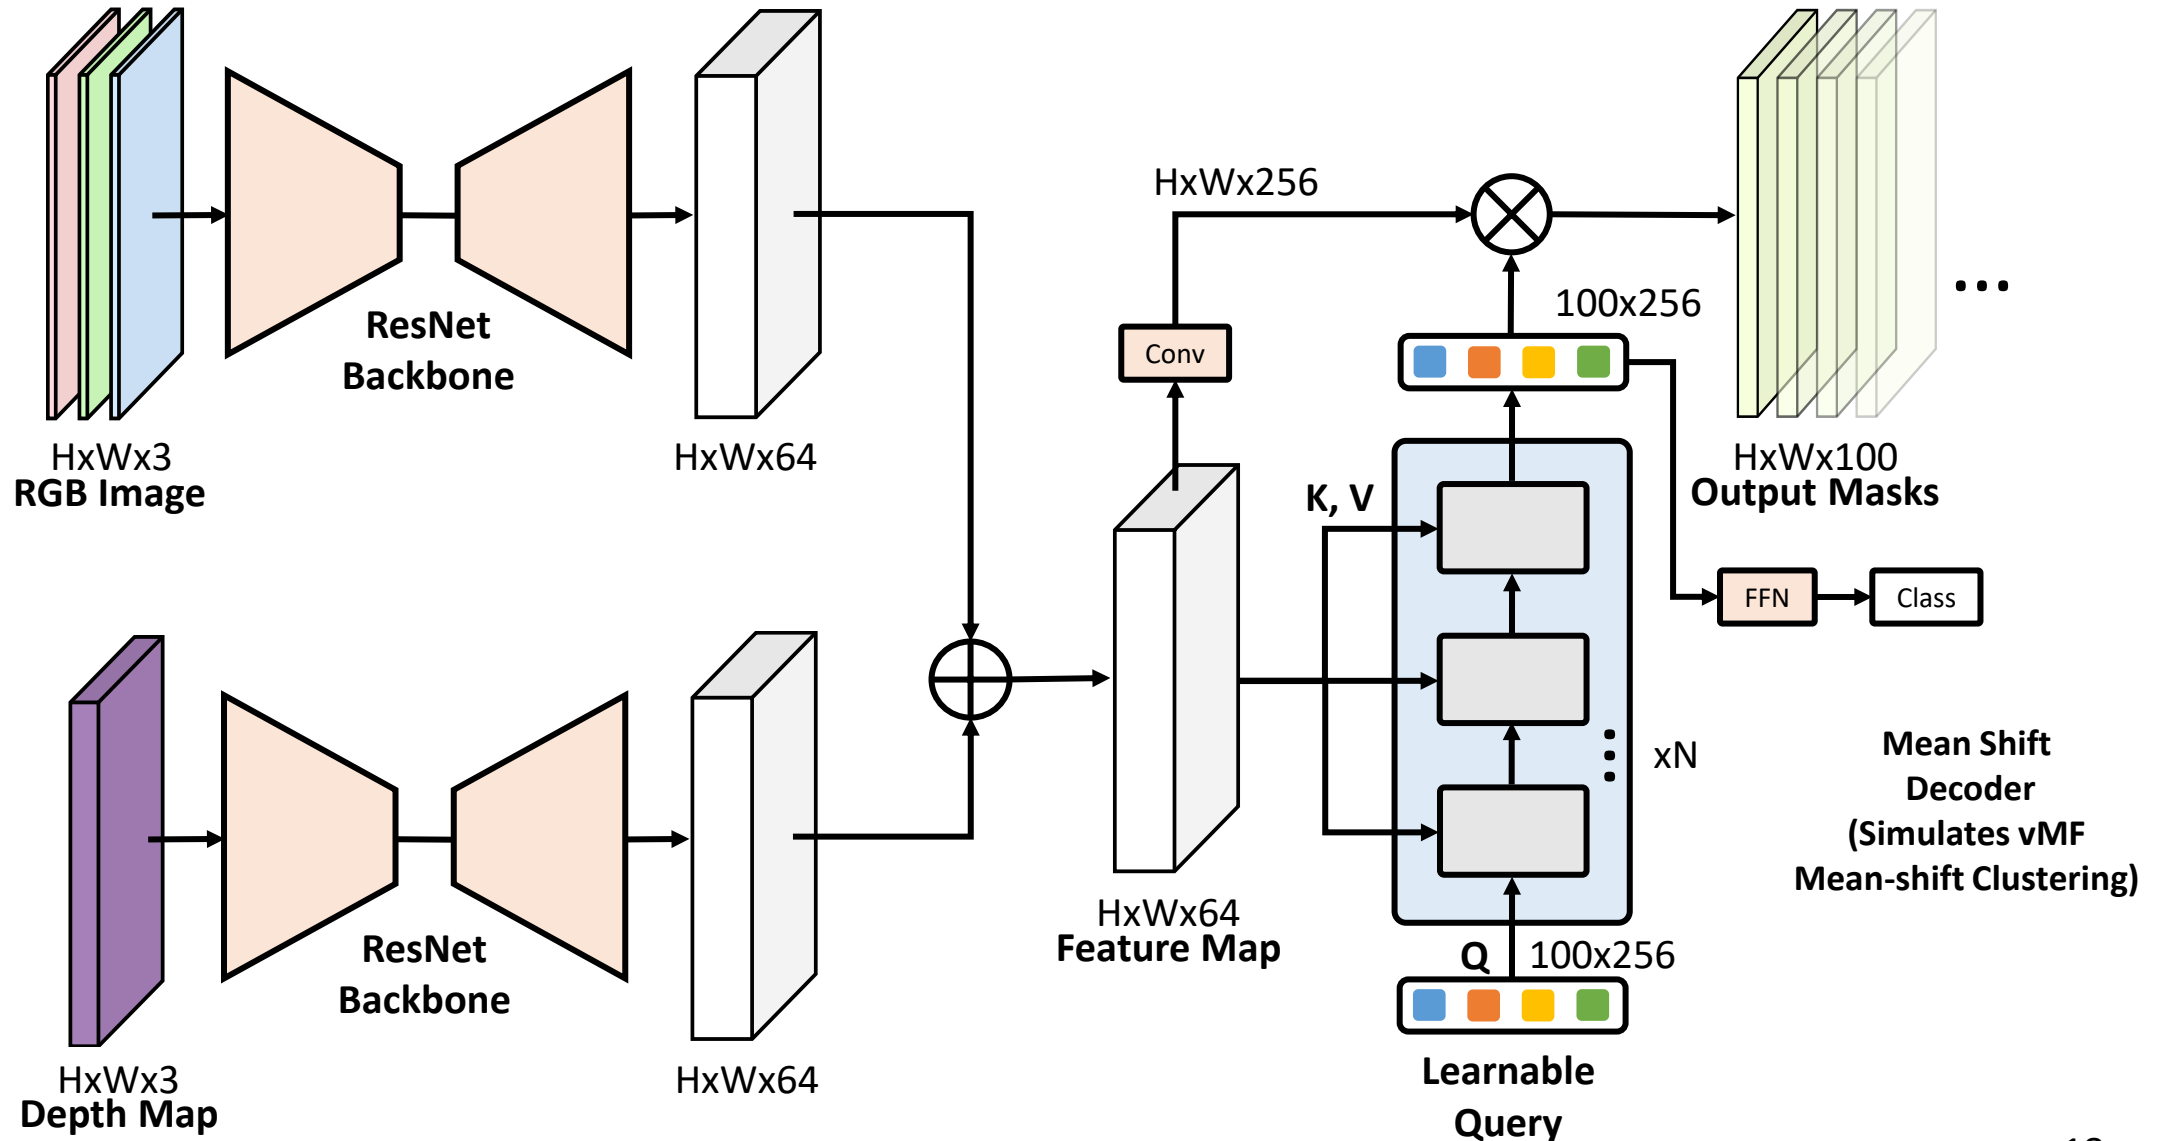 HxWx3
RGB Image
ResNet
Backbone
HxWx64
HxWx3
Depth Map
ResNet
Backbone
HxWx64
HxWx64
Feature Map
Conv
HxWx256
K, V
Q
100x256
Learnable
Query
xN
100x256
HxWx100
Output Masks
FFN
Class
Mean Shift
Decoder
(Simulates vMF
Mean-shift Clustering)